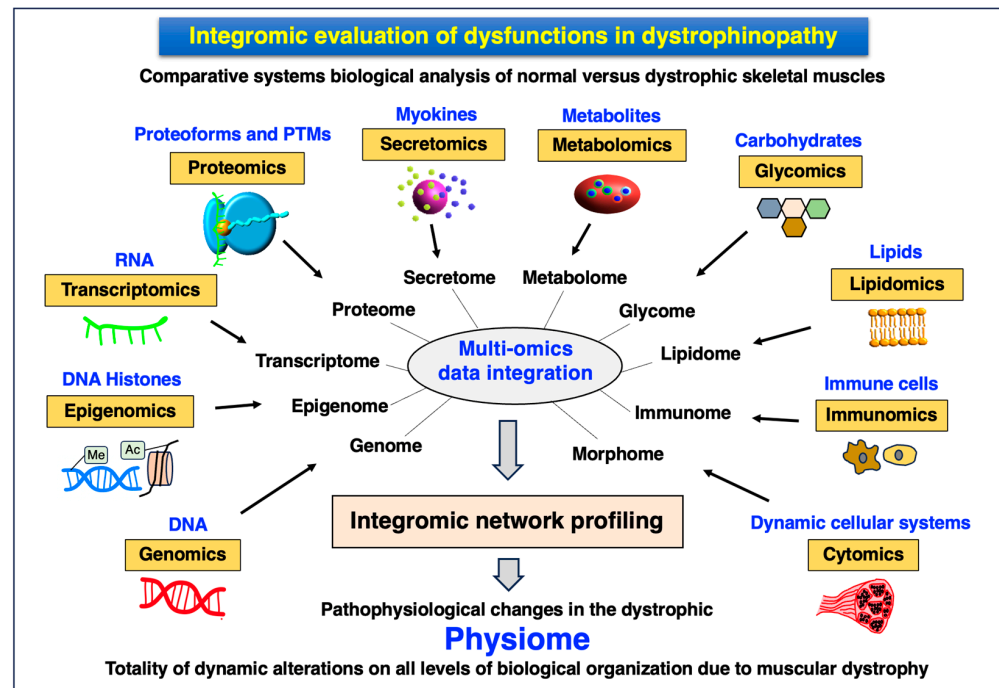 Integromic evaluation of dysfunctions in dystrophinopathy
Comparative systems biological analysis of normal versus dystrophic skeletal muscles
Proteoforms and PTMs
Proteomics
Myokines
Secretomics
Metabolites
Metabolomics
Carbohydrates
Glycomics
RNA
Transcriptomics
Lipids
Lipidomics
DNA Histones
Epigenomics
Me
Ac
Immune cells
Immunomics
DNA
Genomics
Dynamic cellular systems
Cytomics
Secretome
Metabolome
Proteome
Glycome
Transcriptome
Lipidome
Epigenome
Immunome
Genome
Morphome
Multi-omics
data integration
Integromic network profiling
Pathophysiological changes in the dystrophic
Physiome
Totality of dynamic alterations on all levels of biological organization due to muscular dystrophy